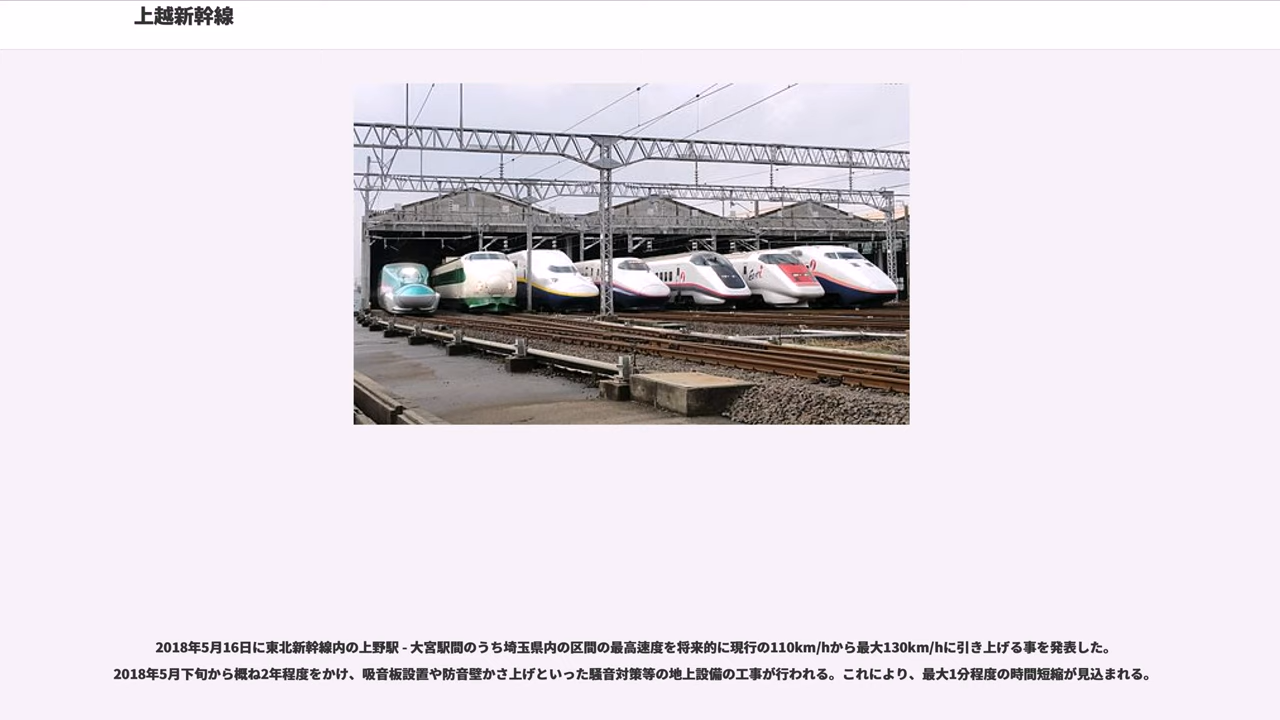 上越新幹線
2018年5月16日に東北新幹線内の上野駅 - 大宮駅間のうち埼玉県内の区間の最高速度を将来的に現行の110km/hから最大130km/hに引き上げる事を発表した。
2018年5月下旬から概ね2年程度をかけ、吸音板設置や防音壁かさ上げといった騒音対策等の地上設備の工事が行われる。これにより、最大1分程度の時間短縮が見込まれる。